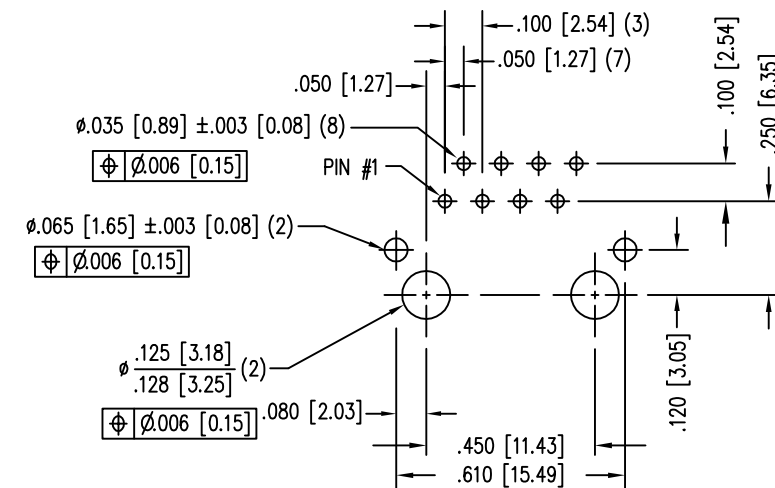 .100 [2.54] (3)
.050 [1.27] (7)
.050 [1.27]
.100 [2.54]
.250 [6.35]
ø.035 [0.89] ±.003 [0.08] (8)
⌖ Ø.006 [0.15]
PIN #1
ø.065 [1.65] ±.003 [0.08] (2)
⌖ Ø.006 [0.15]
ø .125 [3.18]
.128 [3.25] (2)
⌖ Ø.006 [0.15]
.080 [2.03]
.120 [3.05]
.450 [11.43]
.610 [15.49]